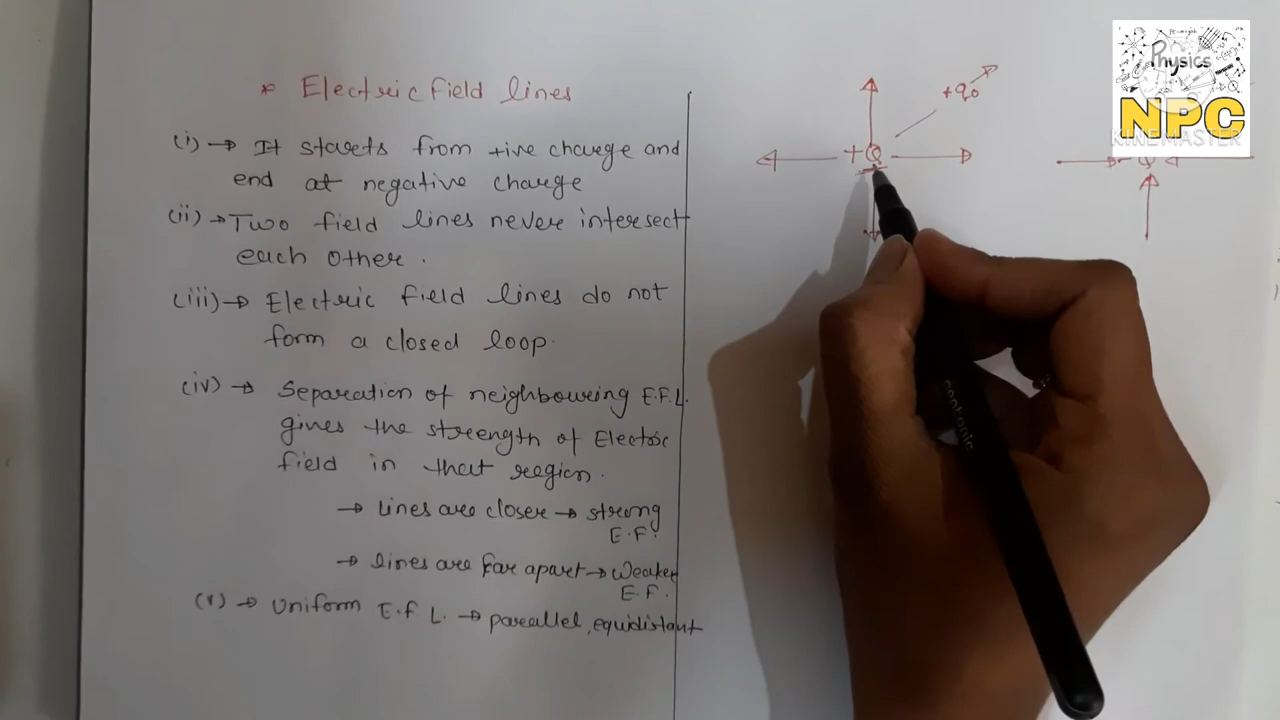 * Electric field lines
(i) → It starts from +ive charge and
end at negative charge
(ii) → Two field lines never intersect
each other.
(iii) → Electric field lines do not
form a closed loop.
(iv) → Separation of neighbouring E.F.L.
gives the strength of Electric
field in that region.
→ lines are closer → strong
E.F.
→ lines are far apart → Weaker
E.F.
(v) → Uniform E.F L. → parallel, equidistant
+q0
+Q
- Q
Physics
NPC
KINEMASTER